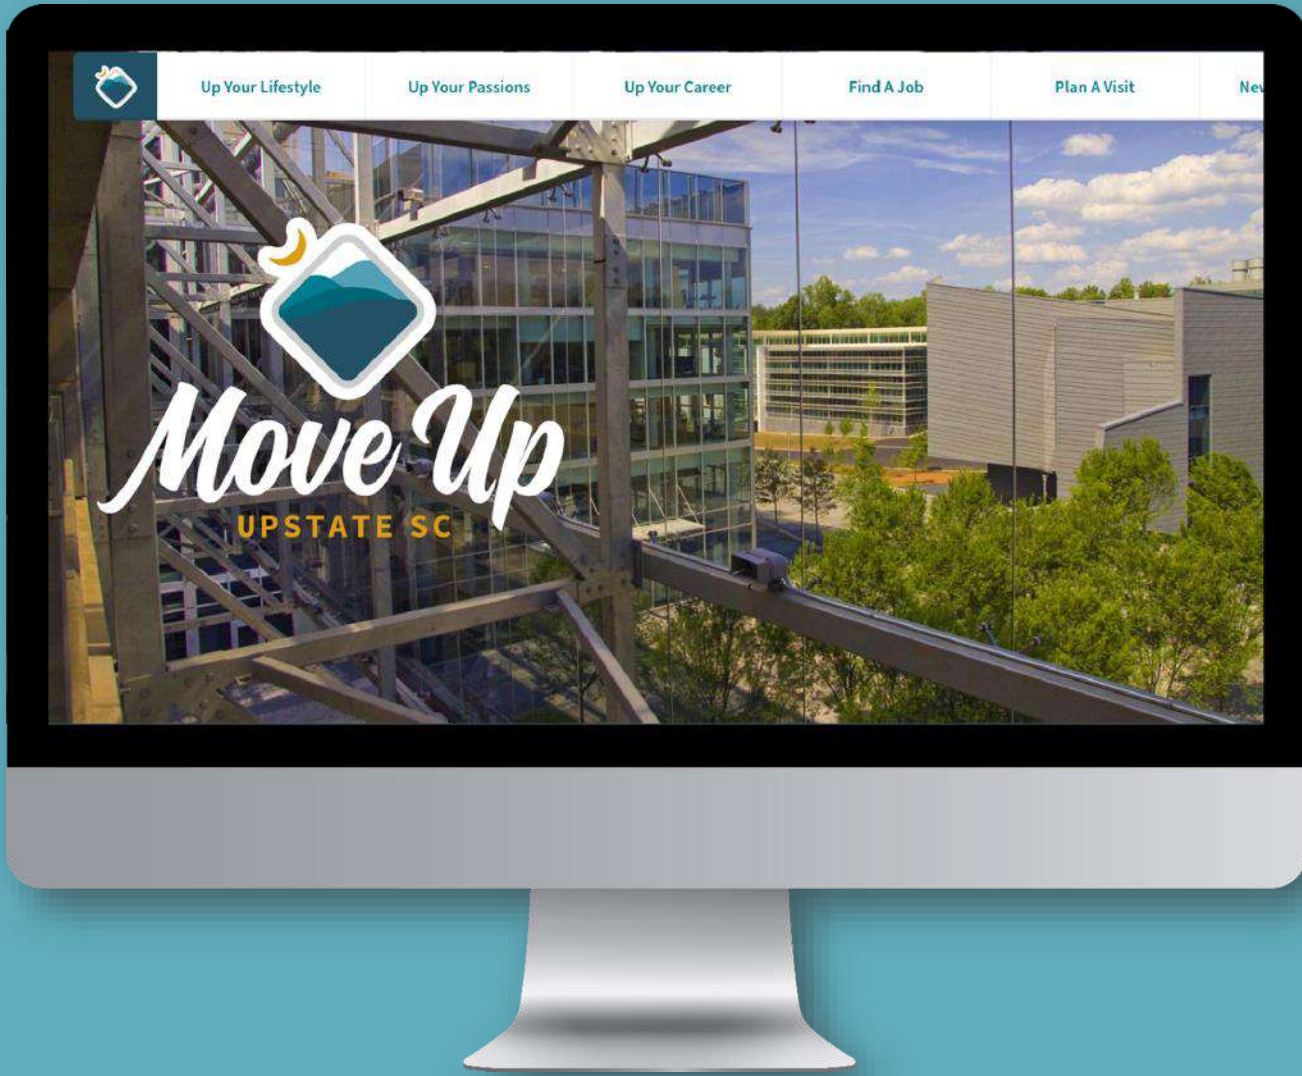 Up Your Lifestyle
Up Your Passions
Up Your Career
Find A Job
Plan A Visit
Move Up
UPSTATE SC